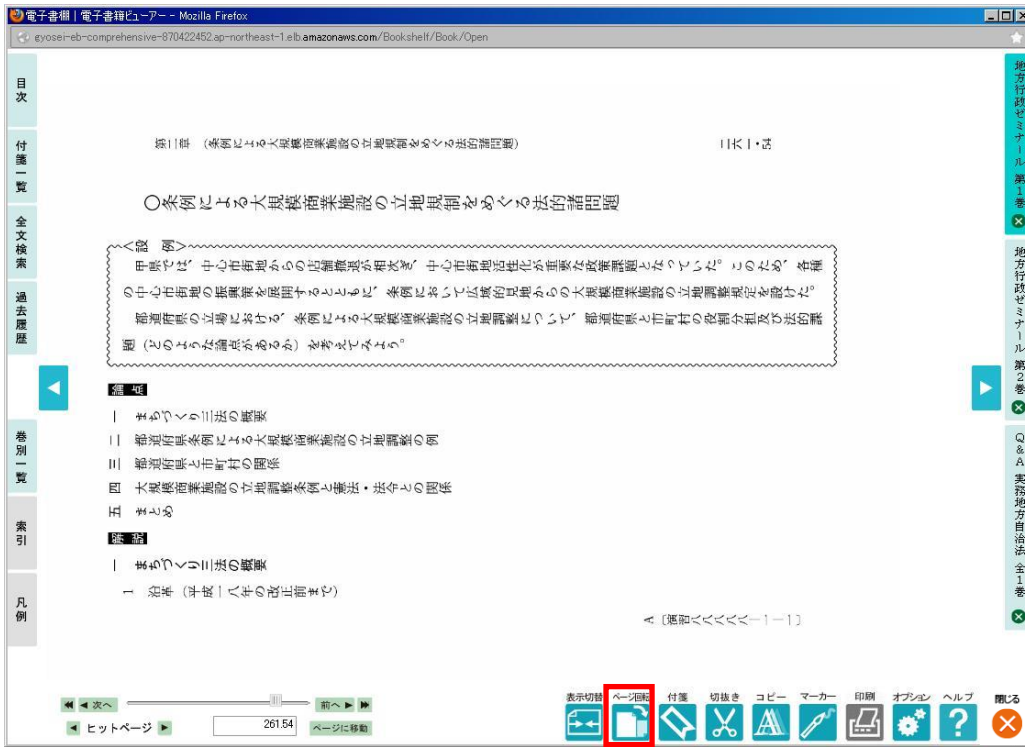 電子書棚 | 電子書籍ビューアー - Mozilla Firefox
gyosei-eb-comprehensive-870422452.ap-northeast-1.elb.amazonaws.com/Bookshelf/Book/Open
目次
付箋一覧
全文検索
過去履歴
巻別一覧
索引
凡例
第二章 (条例による大規模商業施設の立地規制をめぐる法的諸問題)
二六一・54
〇条例による大規模商業施設の立地規制をめぐる法的諸問題
<設 例>
甲県では、中心市街地からの店舗撤退が相次ぎ、中心市街地活性化が重要な政策課題となっていた。このため、各種
の中心市街地の振興策を展開するとともに、条例において広域的見地からの大規模商業施設の立地調整規定を設けた。
都道府県の立場における、条例による大規模商業施設の立地調整について、都道府県と市町村の役割分担及び法的課
題(どのような論点があるか)を考えてみよう。
論 点
一 まちづくり三法の概要
二 都道府県条例による大規模商業施設の立地調整の例
三 都道府県と市町村の関係
四 大規模商業施設の立地調整条例と憲法・法令との関係
五 まとめ
解 説
一 まちづくり三法の概要
1 沿革(平成一八年の改正前まで)
A〔演習八八八八八―1―1〕
地方行政ゼミナール 第1巻
地方行政ゼミナール 第2巻
Q&A 実務地方自治法 全1巻
次へ
前へ
ヒットページ
261.54
ページに移動
表示切替
ページ回転
付箋
切抜き
コピー
マーカー
印刷
オプション
ヘルプ
閉じる